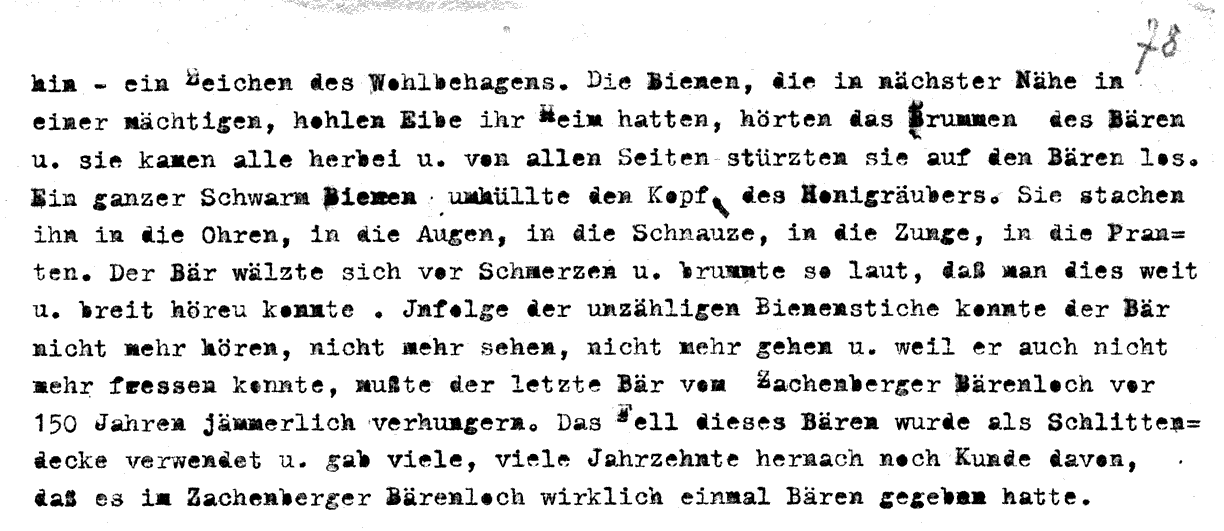 78
hin - ein Zeichen des Wohlbehagens. Die Bienen, die in nächster Nähe in
einer mächtigen, hohlen Eibe ihr Heim hatten, hörten das Brummen des Bären
u. sie kamen alle herbei u. von allen Seiten stürzten sie auf den Bären los.
Ein ganzer Schwarm Bienen umhüllte den Kopf, des Honigräubers. Sie stachen
ihn in die Ohren, in die Augen, in die Schnauze, in die Zunge, in die Pran=
ten. Der Bär wälzte sich vor Schmerzen u. brummte so laut, daß man dies weit
u. breit höreu konnte . Jnfolge der unzähligen Bienenstiche konnte der Bär
nicht mehr hören, nicht mehr sehen, nicht mehr gehen u. weil er auch nicht
mehr fressen konnte, mußte der letzte Bär vom Zachenberger Bärenloch vor
150 Jahren jämmerlich verhungern. Das Fell dieses Bären wurde als Schlitten=
decke verwendet u. gab viele, viele Jahrzehnte hernach noch Kunde davon,
daß es im Zachenberger Bärenloch wirklich einmal Bären gegeben hatte.